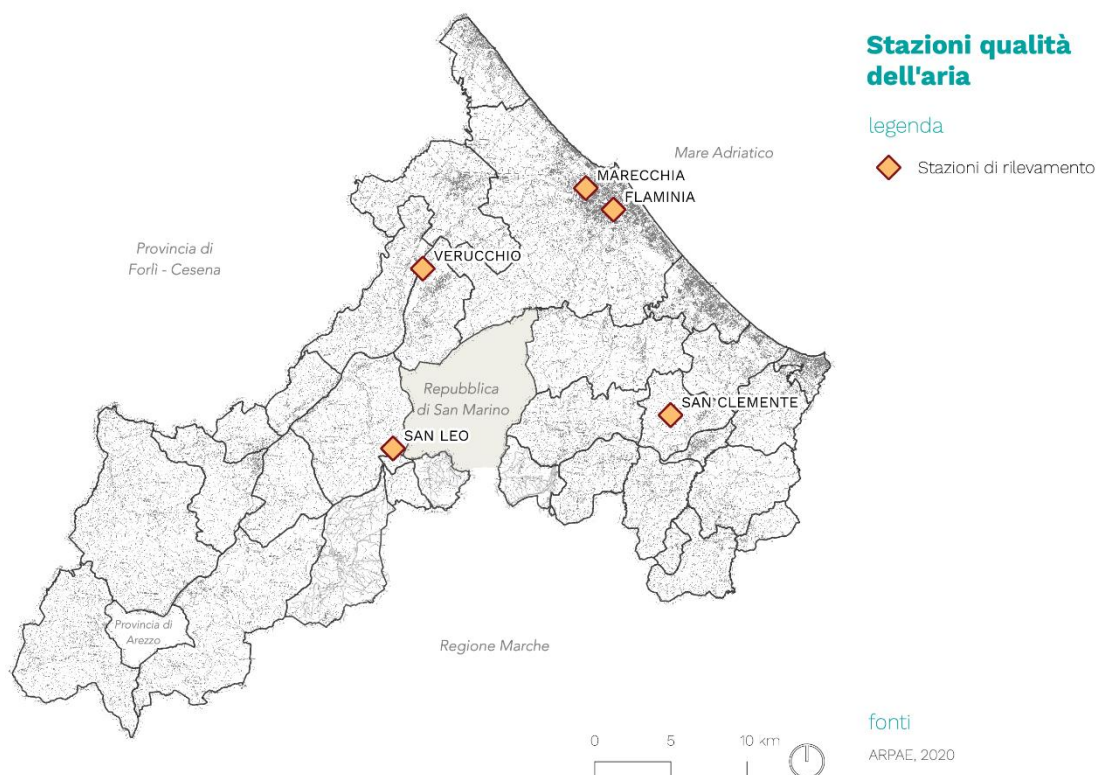 Stazioni qualità
dell'aria
legenda
Stazioni di rilevamento
Mare Adriatico
MARECCHIA
FLAMINIA
Provincia di
Forlì - Cesena
VERUCCHIO
Repubblica
di San Marino
SAN CLEMENTE
SAN LEO
Provincia di
Arezzo
Regione Marche
0 5 10 km
fonti
ARPAE, 2020